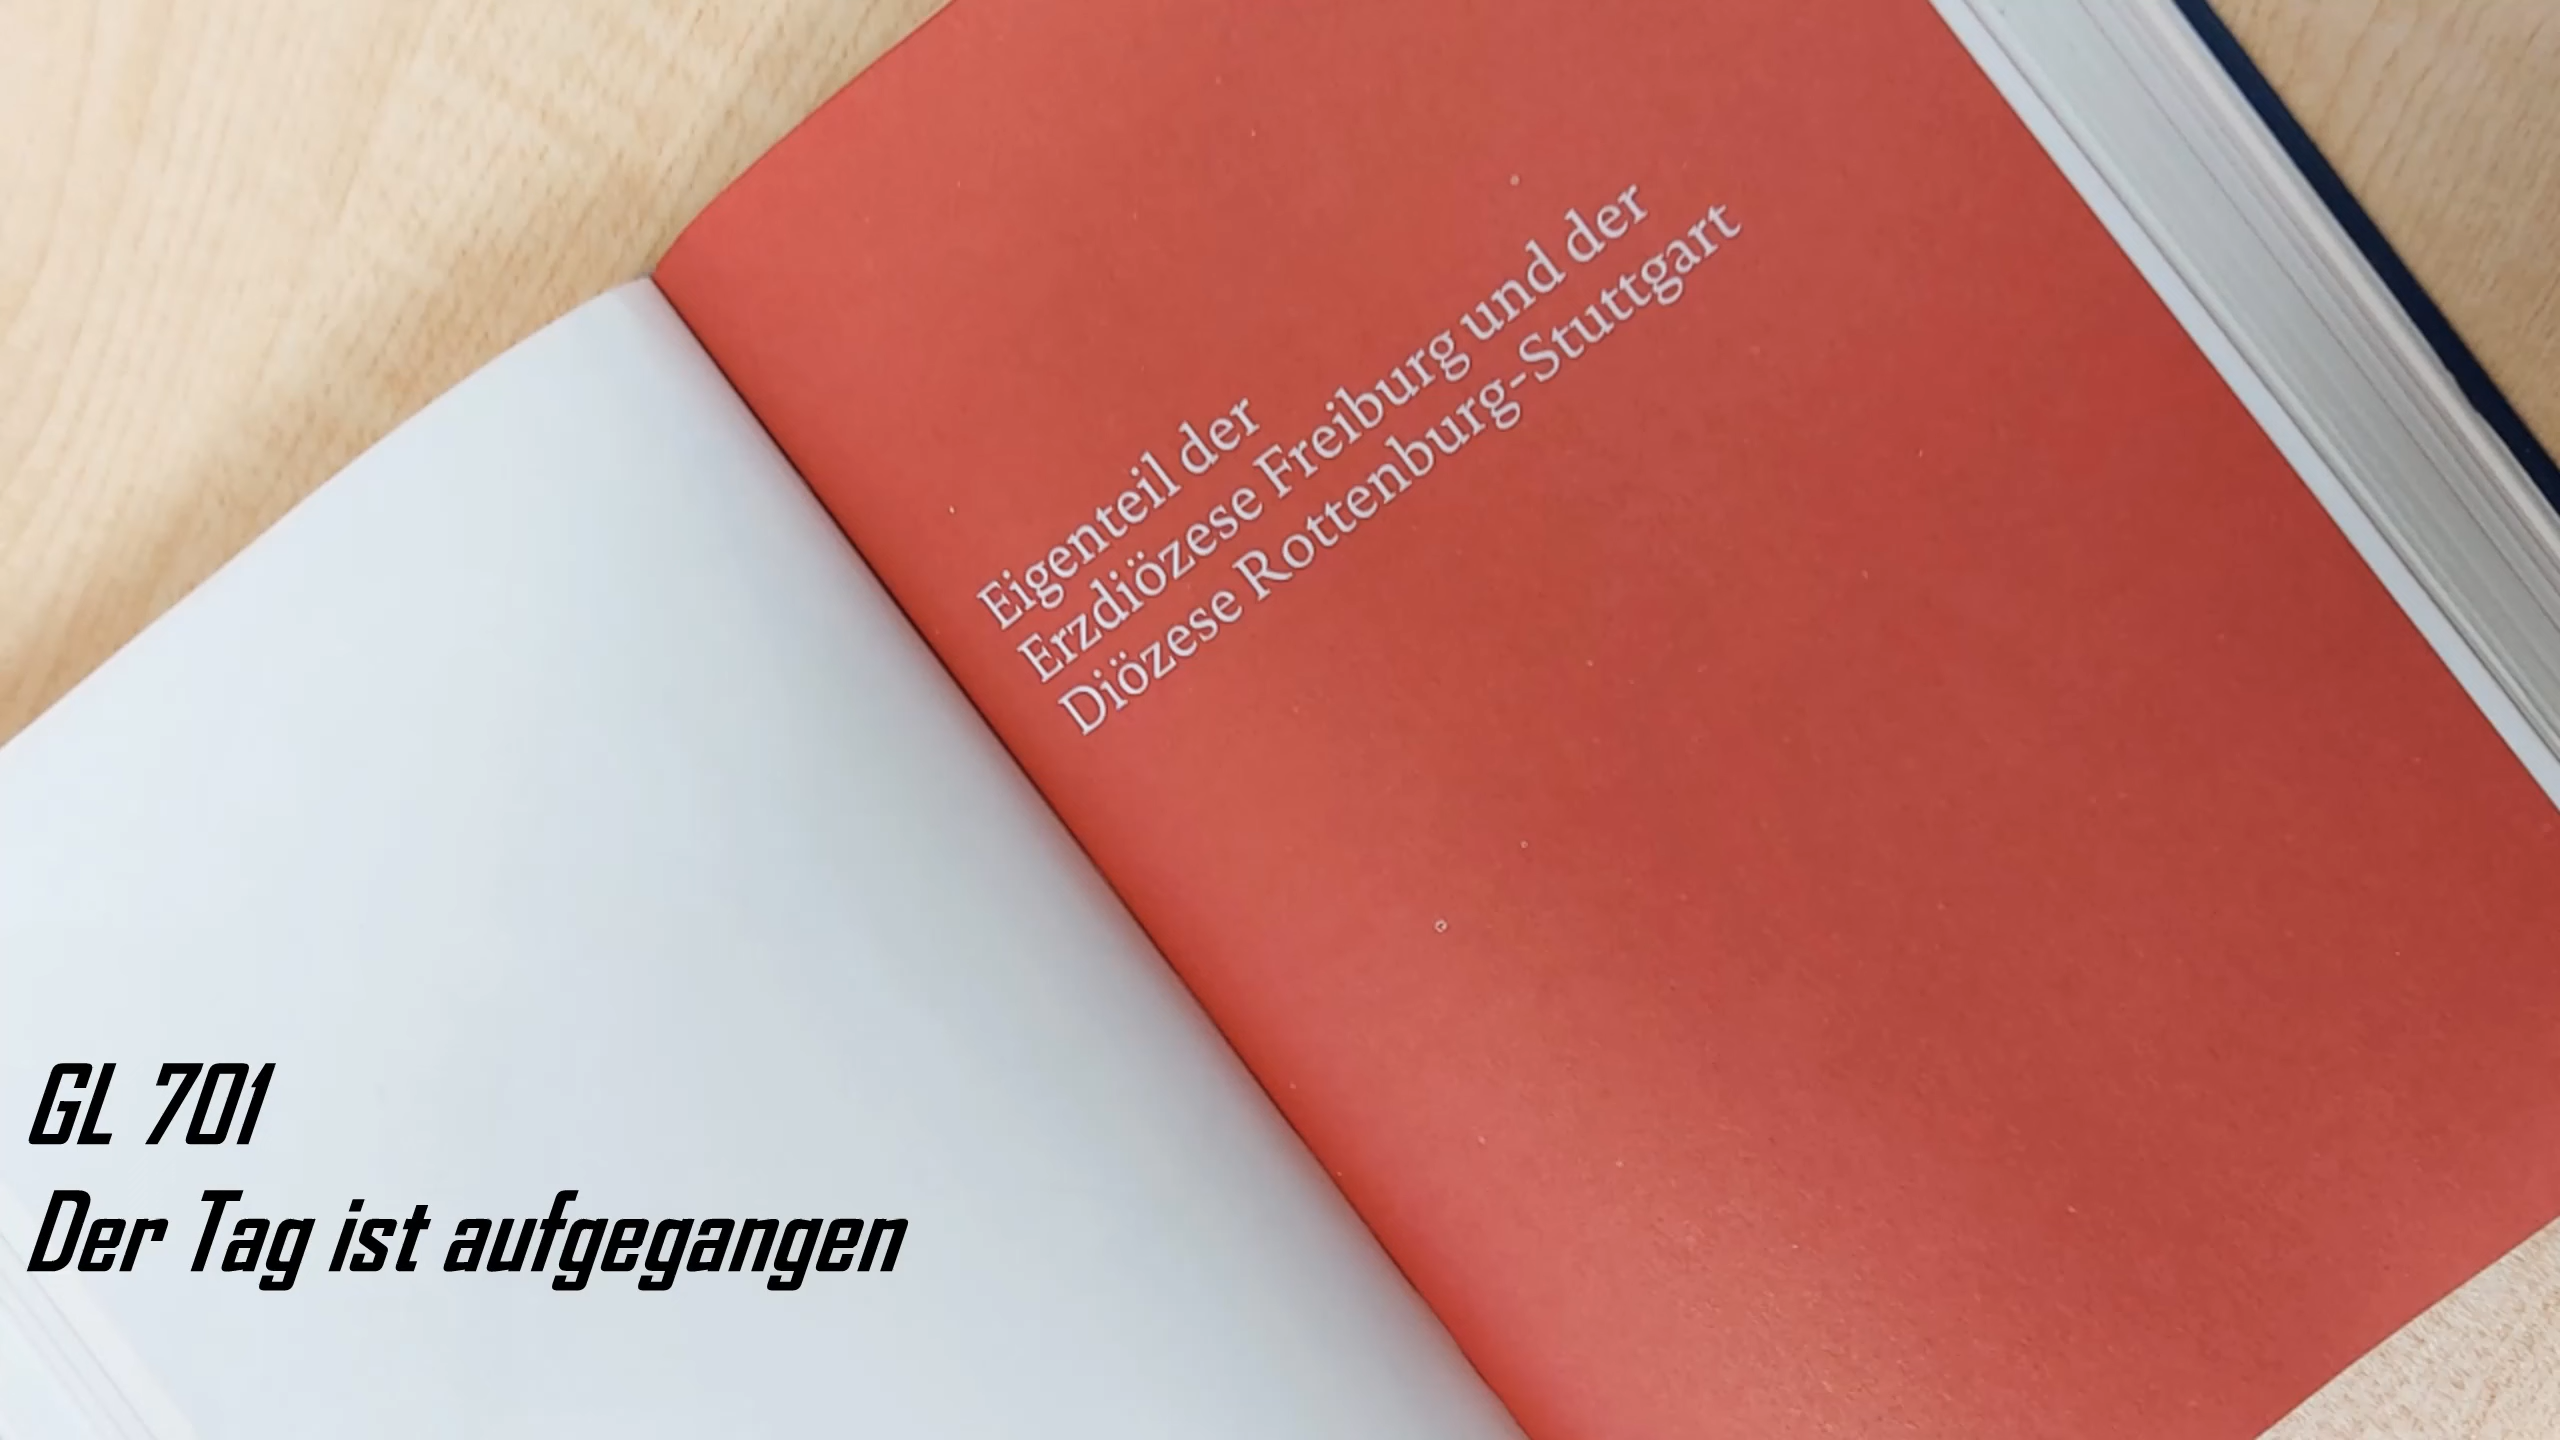 Eigenteil der
Erzdiözese Freiburg und der
Diözese Rottenburg-Stuttgart
GL 701
Der Tag ist aufgegangen